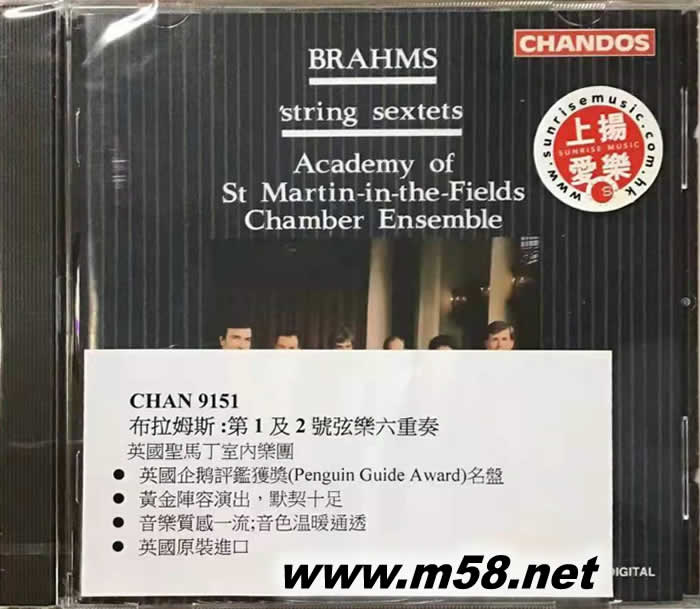 BRAHMS
string sextets
Academy of
St Martin-in-the-Fields
Chamber Ensemble
CHANDOS
www.sunrisemusic.com.hk
上揚
SUNRISE MUSIC
愛樂
S
CHAN 9151
布拉姆斯:第1及2號弦樂六重奏
英國聖馬丁室內樂團
● 英國企鹅評鑑獲獎(Penguin Guide Award)名盤
● 黃金陣容演出，默契十足
● 音樂質感一流;音色温暖通透
● 英國原裝進口
DIGITAL
www.m58.net